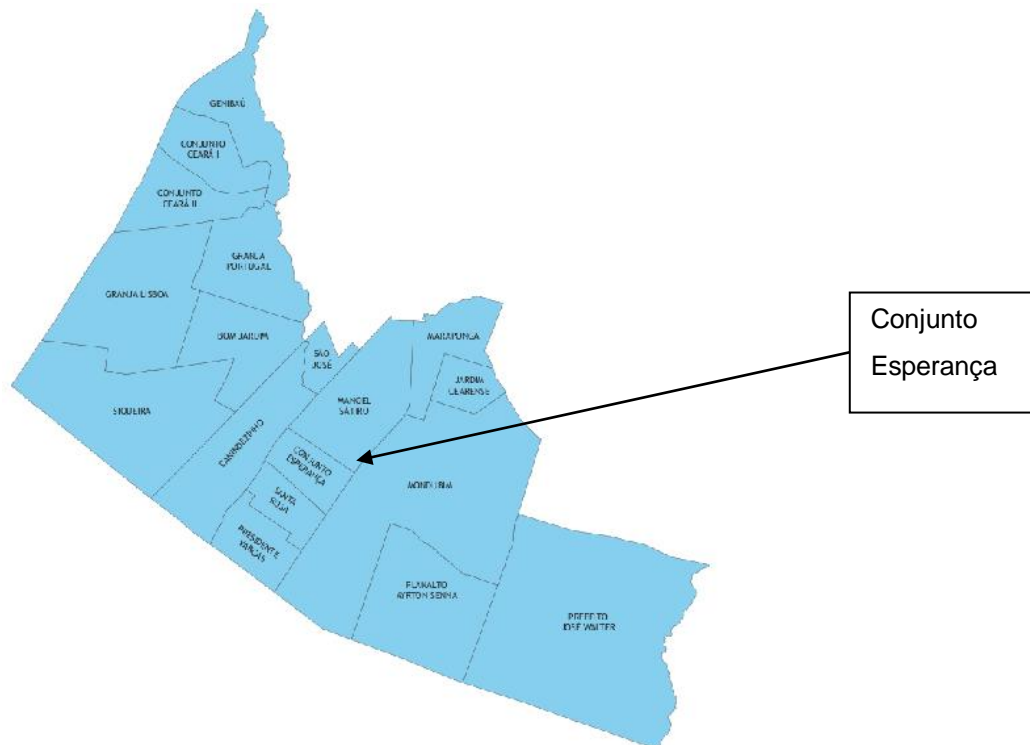 GENIBAÚ
CONJUNTO
CEARÁ I
CONJUNTO
CEARÁ II
GRANJA
PORTUGAL
GRANJA LISBOA
BOM JARDIM
SÃO
JOSÉ
MARAPONGA
JARDIM
CEARENSE
MANOEL
SÁTIRO
SIQUEIRA
CANINDEZINHO
CONJUNTO
ESPERANÇA
SANTA
ROSA
MONDUBIM
PRESIDENTE
VARGAS
PLANALTO
AYRTON SENNA
PREFEITO
JOSÉ WALTER
Conjunto
Esperança